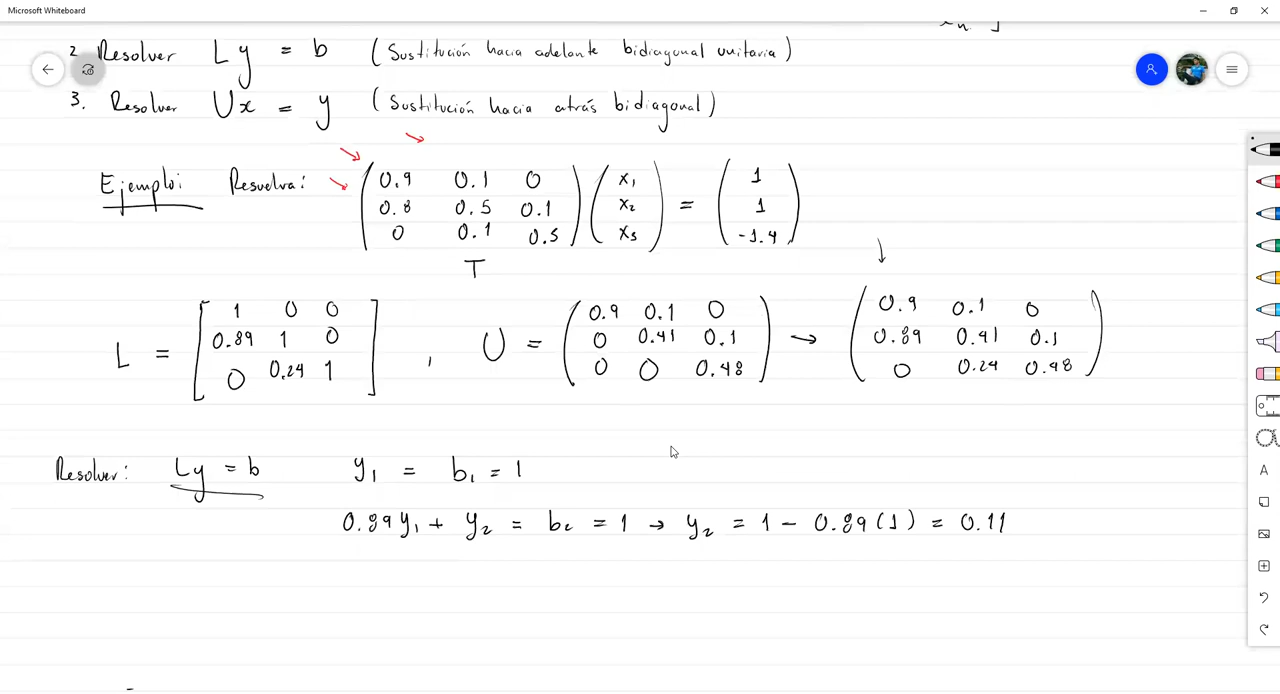 Microsoft Whiteboard
2. Resolver Ly = b (Sustitución hacia adelante bidiagonal unitaria)
3. Resolver Ux = y (Sustitución hacia atrás bidiagonal)
Ejemplo: Resuelva:
0.9 0.1 0 x₁ 1
0.8 0.5 0.1 x₂ = 1
0 0.1 0.5 x₃ -1.4
T
1 0 0 0.9 0.1 0 0.9 0.1 0
L = 0.89 1 0 , U = 0 0.41 0.1 → 0.89 0.41 0.1
0 0.24 1 0 0 0.48 0 0.24 0.48
Resolver: Ly = b y₁ = b₁ = 1
0.89y₁ + y₂ = b₂ = 1 → y₂ = 1 - 0.89(1) = 0.11